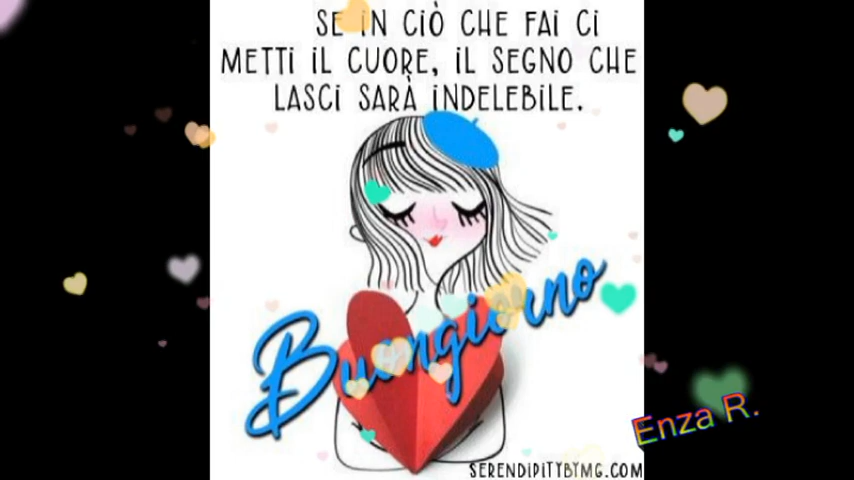 SE IN CIÒ CHE FAI CI
METTI IL CUORE, IL SEGNO CHE
LASCI SARÀ INDELEBILE.
Buongiorno
Enza R.
SERENDIPITYBYMG.COM